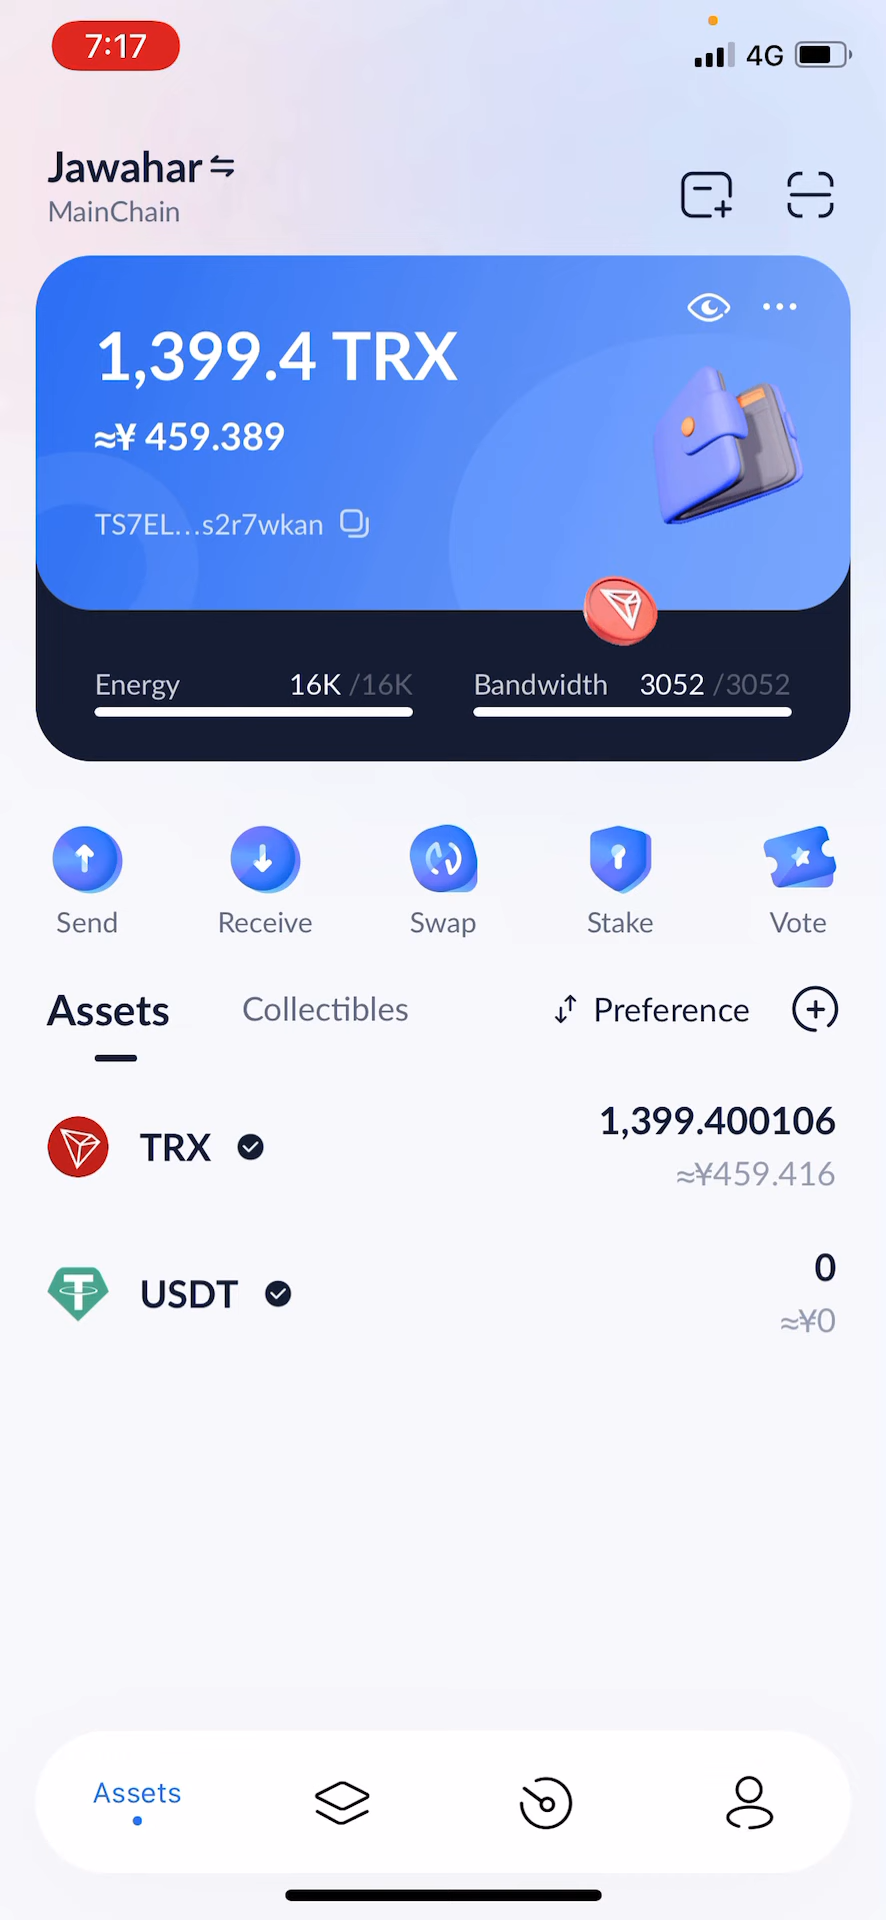 7:17
4G
Jawahar
MainChain
1,399.4 TRX
≈¥ 459.389
TS7EL...s2r7wkan
Energy 16K /16K Bandwidth 3052 /3052
Send Receive Swap Stake Vote
Assets Collectibles Preference
TRX 1,399.400106
≈¥459.416
USDT 0
≈¥0
Assets